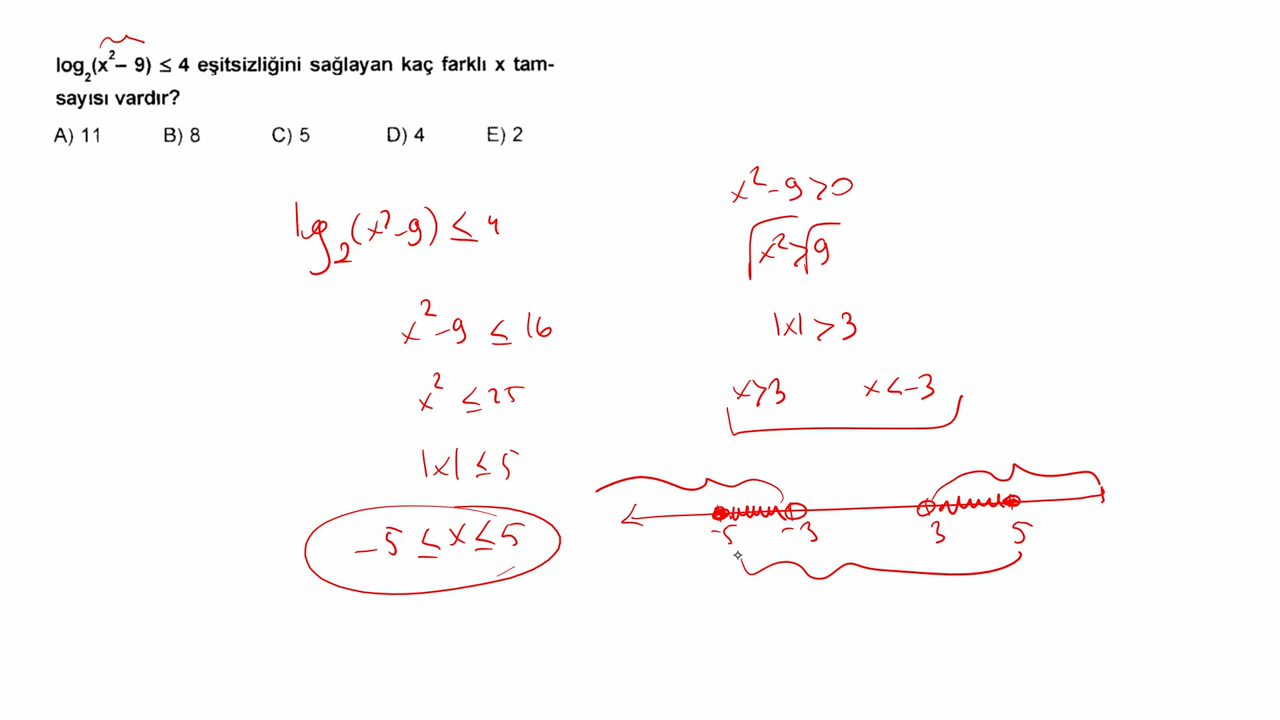 log₂(x² – 9) ≤ 4 eşitsizliğini sağlayan kaç farklı x tam-
sayısı vardır?
A) 11 B) 8 C) 5 D) 4 E) 2
log₂(x²-9) ≤ 4
x²-9 ≤ 16
x² ≤ 25
|x| ≤ 5
-5 ≤ x ≤ 5
x²-9>0
√x² > √9
|x| > 3
x>3 x<-3
-5 -3 3 5